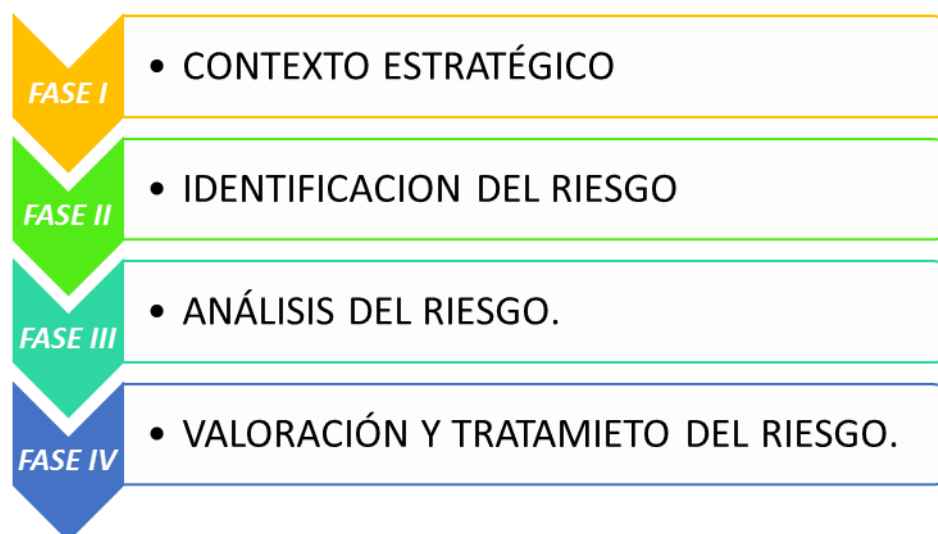 FASE I
• CONTEXTO ESTRATÉGICO
FASE II
• IDENTIFICACION DEL RIESGO
FASE III
• ANÁLISIS DEL RIESGO.
FASE IV
• VALORACIÓN Y TRATAMIETO DEL RIESGO.